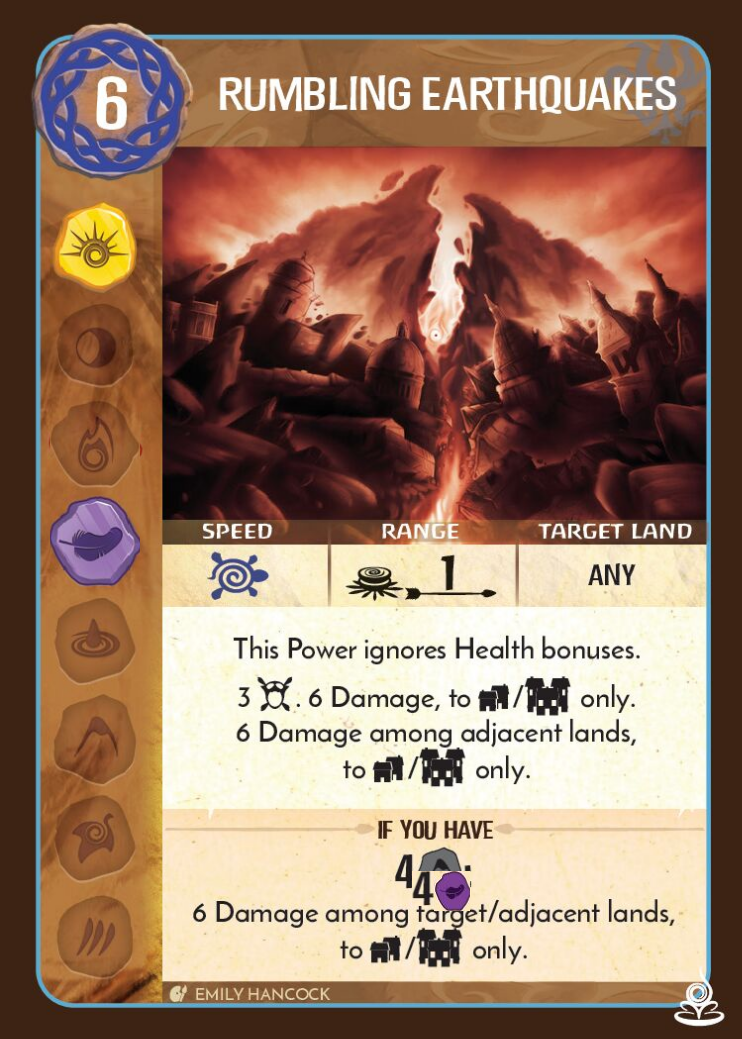 6
RUMBLING EARTHQUAKES
SPEED RANGE TARGET LAND
1 ANY
This Power ignores Health bonuses.
3 . 6 Damage, to / only.
6 Damage among adjacent lands,
to / only.
IF YOU HAVE
4 :
4
6 Damage among target/adjacent lands,
to / only.
EMILY HANCOCK